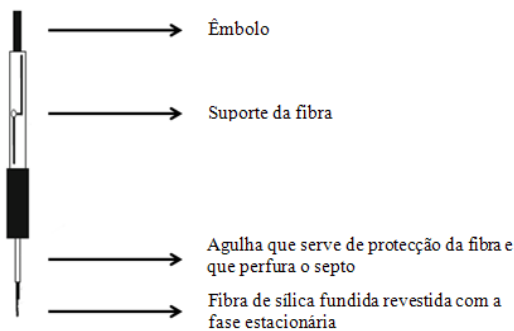 Êmbolo
Suporte da fibra
Agulha que serve de protecção da fibra e
que perfura o septo
Fibra de sílica fundida revestida com a
fase estacionária